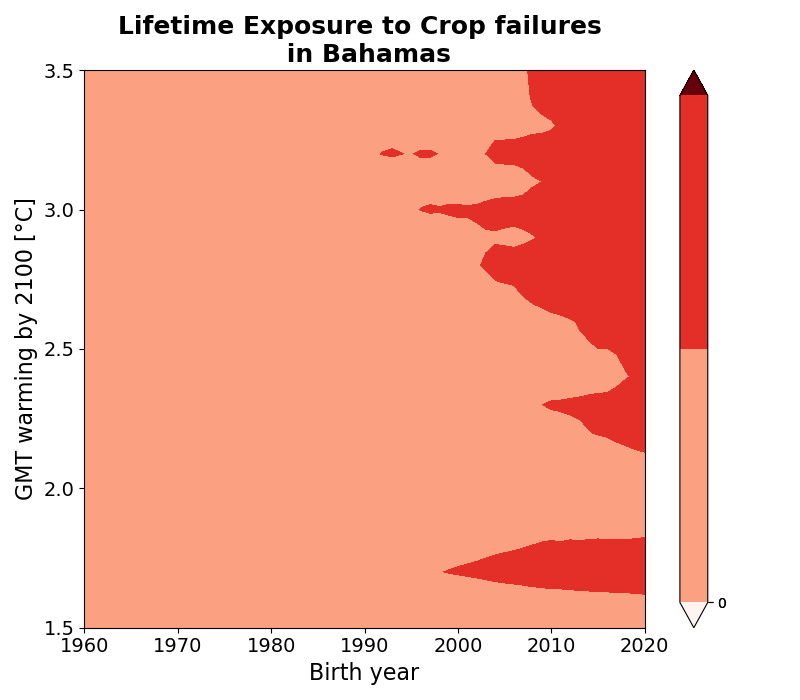 Lifetime Exposure to Crop failures
in Bahamas
3.5
3.0
2.5
2.0
1.5
GMT warming by 2100 [°C]
1960 1970 1980 1990 2000 2010 2020
Birth year
0